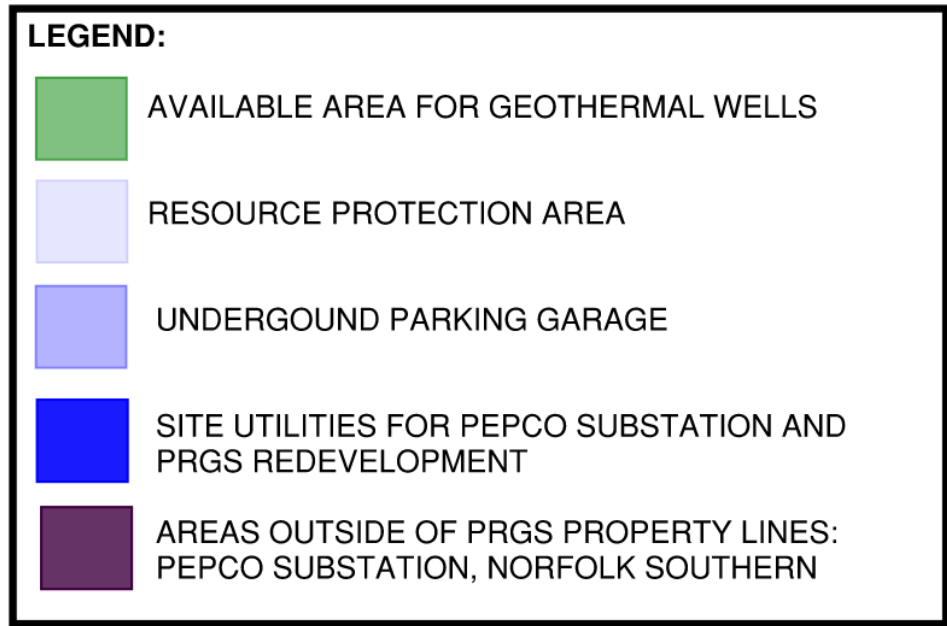 LEGEND:
AVAILABLE AREA FOR GEOTHERMAL WELLS
RESOURCE PROTECTION AREA
UNDERGOUND PARKING GARAGE
SITE UTILITIES FOR PEPCO SUBSTATION AND
PRGS REDEVELOPMENT
AREAS OUTSIDE OF PRGS PROPERTY LINES:
PEPCO SUBSTATION, NORFOLK SOUTHERN